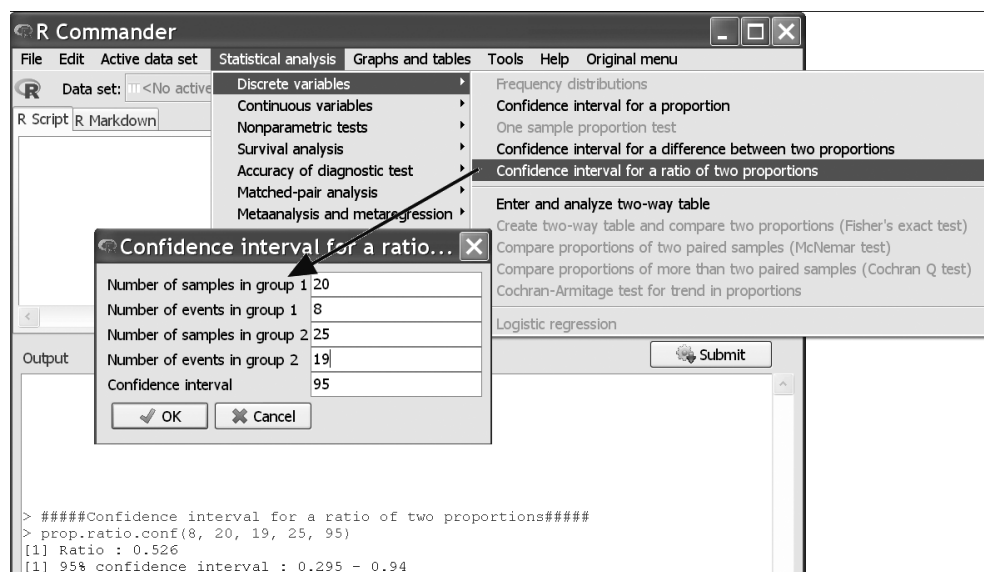 R Commander
File Edit Active data set Statistical analysis Graphs and tables Tools Help Original menu
R Data set: <No active
R Script R Markdown
Discrete variables
Continuous variables
Nonparametric tests
Survival analysis
Accuracy of diagnostic test
Matched-pair analysis
Metaanalysis and metaregression
Frequency distributions
Confidence interval for a proportion
One sample proportion test
Confidence interval for a difference between two proportions
Confidence interval for a ratio of two proportions
Enter and analyze two-way table
Create two-way table and compare two proportions (Fisher's exact test)
Compare proportions of two paired samples (McNemar test)
Compare proportions of more than two paired samples (Cochran Q test)
Cochran-Armitage test for trend in proportions
Logistic regression
Confidence interval for a ratio...
Number of samples in group 1 20
Number of events in group 1 8
Number of samples in group 2 25
Number of events in group 2 19
Confidence interval 95
OK Cancel
Output
Submit
> #####Confidence interval for a ratio of two proportions#####
> prop.ratio.conf(8, 20, 19, 25, 95)
[1] Ratio : 0.526
[1] 95% confidence interval : 0.295 - 0.94